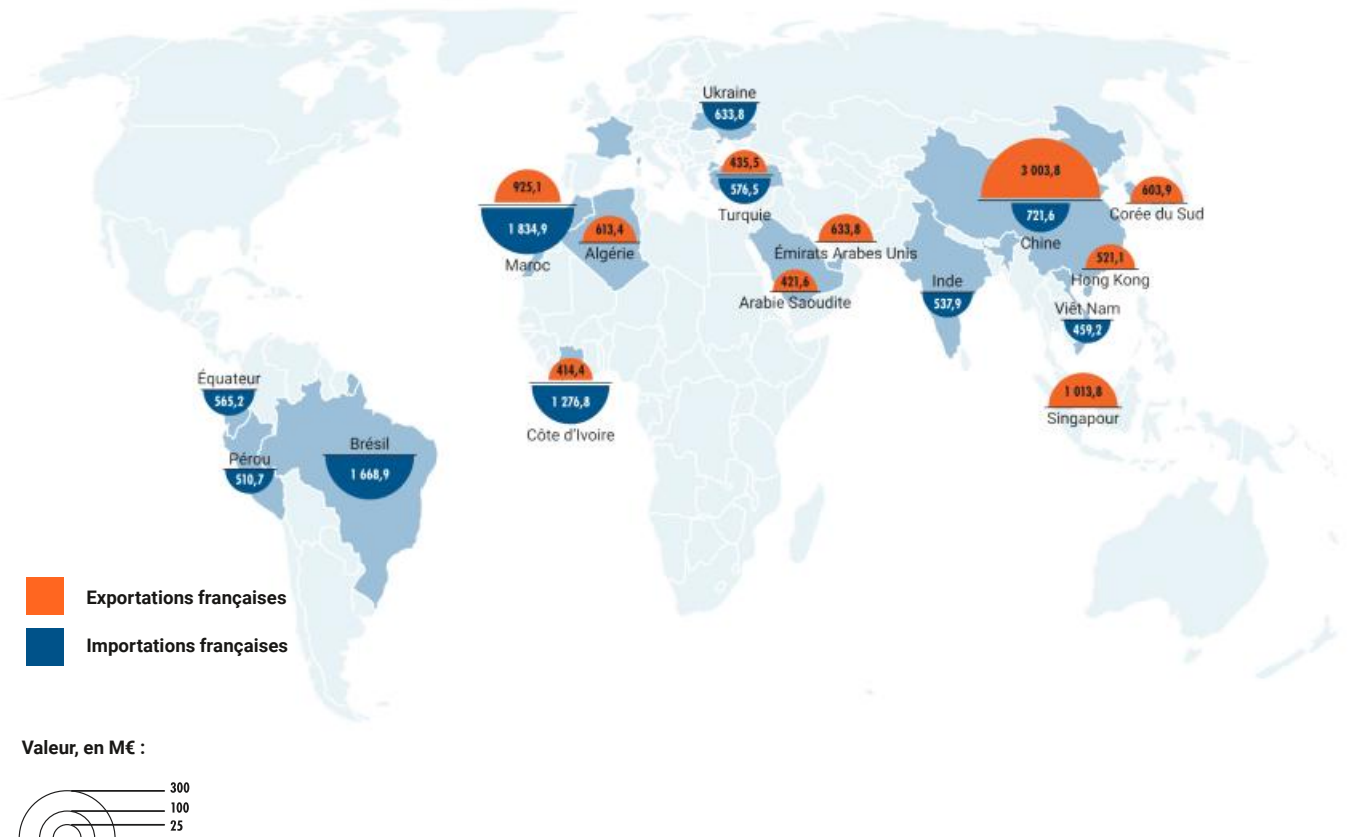 Ukraine
633,8
435,5
576,5
Turquie
925,1
1 834,9
Maroc
613,4
Algérie
633,8
Émirats Arabes Unis
421,6
Arabie Saoudite
3 003,8
721,6
Chine
603,9
Corée du Sud
521,1
Hong Kong
Inde
537,9
Viêt Nam
459,2
1 013,8
Singapour
414,4
1 276,8
Côte d'Ivoire
Équateur
565,2
Pérou
510,7
Brésil
1 668,9
Exportations françaises
Importations françaises
Valeur, en M€ :
300
100
25